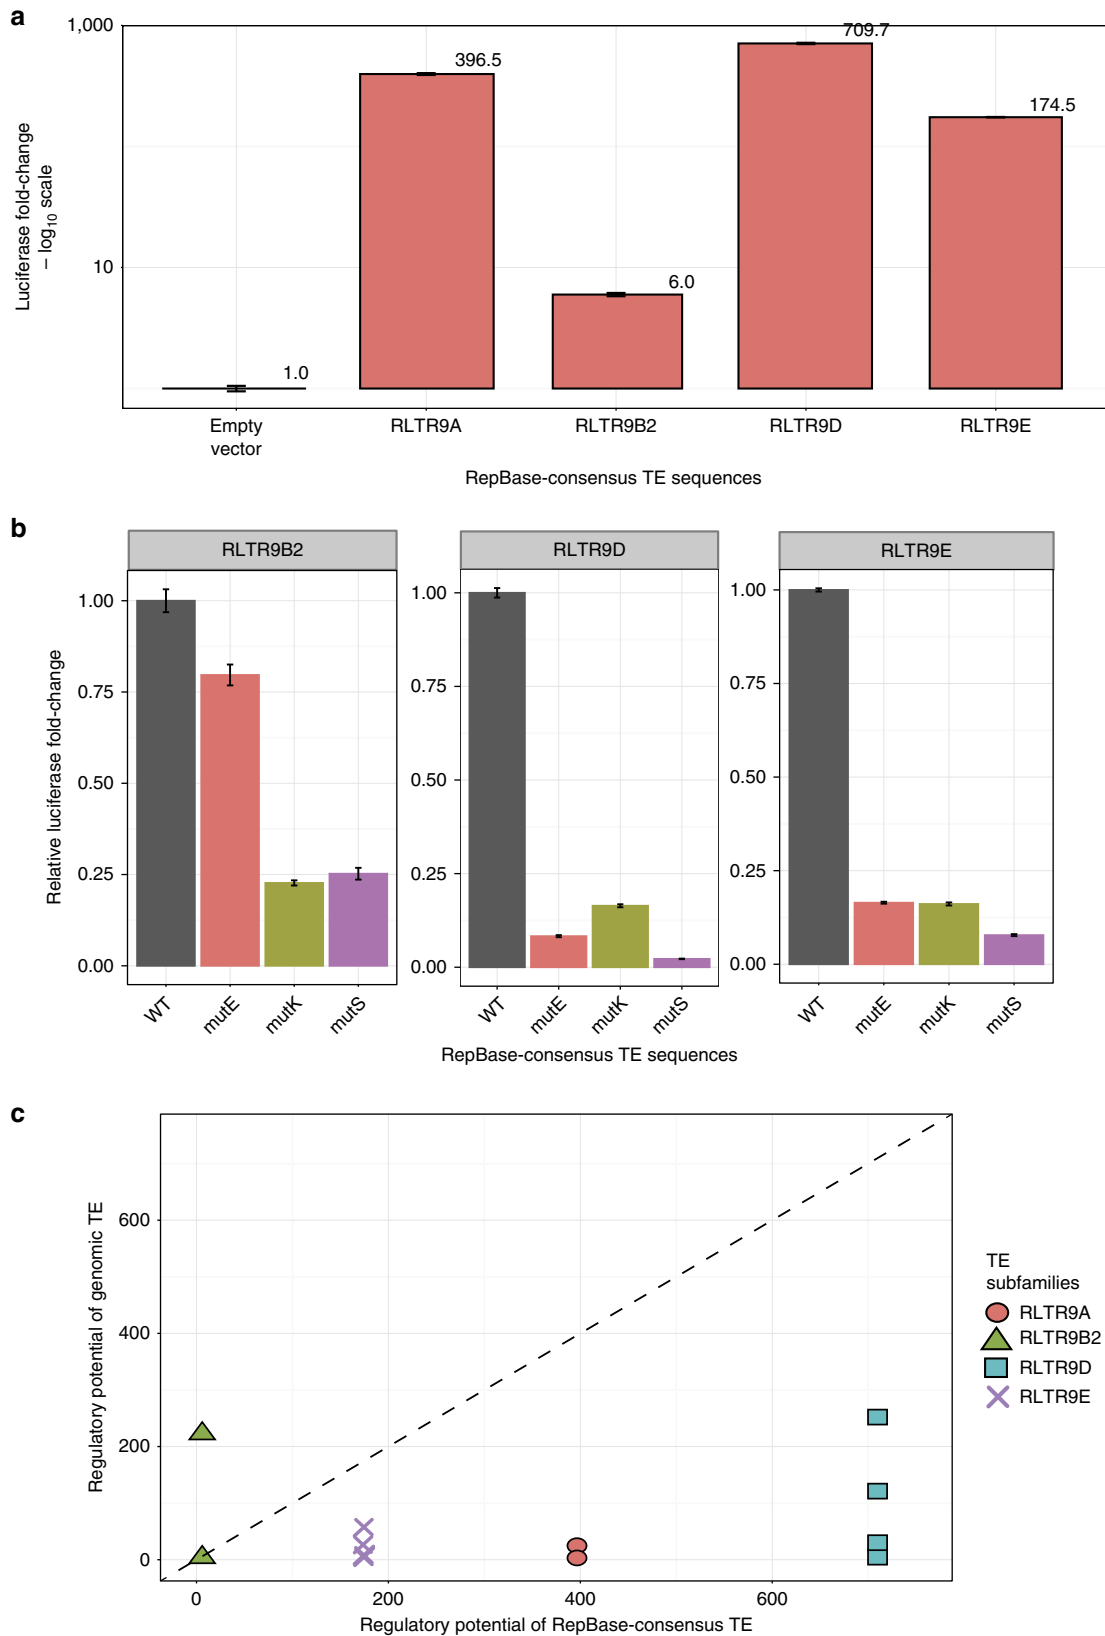 a
1,000
10
Luciferase fold-change
– log10 scale
1.0
396.5
6.0
709.7
174.5
Empty
vector
RLTR9A
RLTR9B2
RLTR9D
RLTR9E
RepBase-consensus TE sequences
b
Relative luciferase fold-change
RLTR9B2
1.00
0.75
0.50
0.25
0.00
WT
mutE
mutK
mutS
RLTR9D
1.00
0.75
0.50
0.25
0.00
WT
mutE
mutK
mutS
RLTR9E
1.00
0.75
0.50
0.25
0.00
WT
mutE
mutK
mutS
RepBase-consensus TE sequences
c
Regulatory potential of genomic TE
600
400
200
0
0
200
400
600
Regulatory potential of RepBase-consensus TE
TE
subfamilies
RLTR9A
RLTR9B2
RLTR9D
RLTR9E